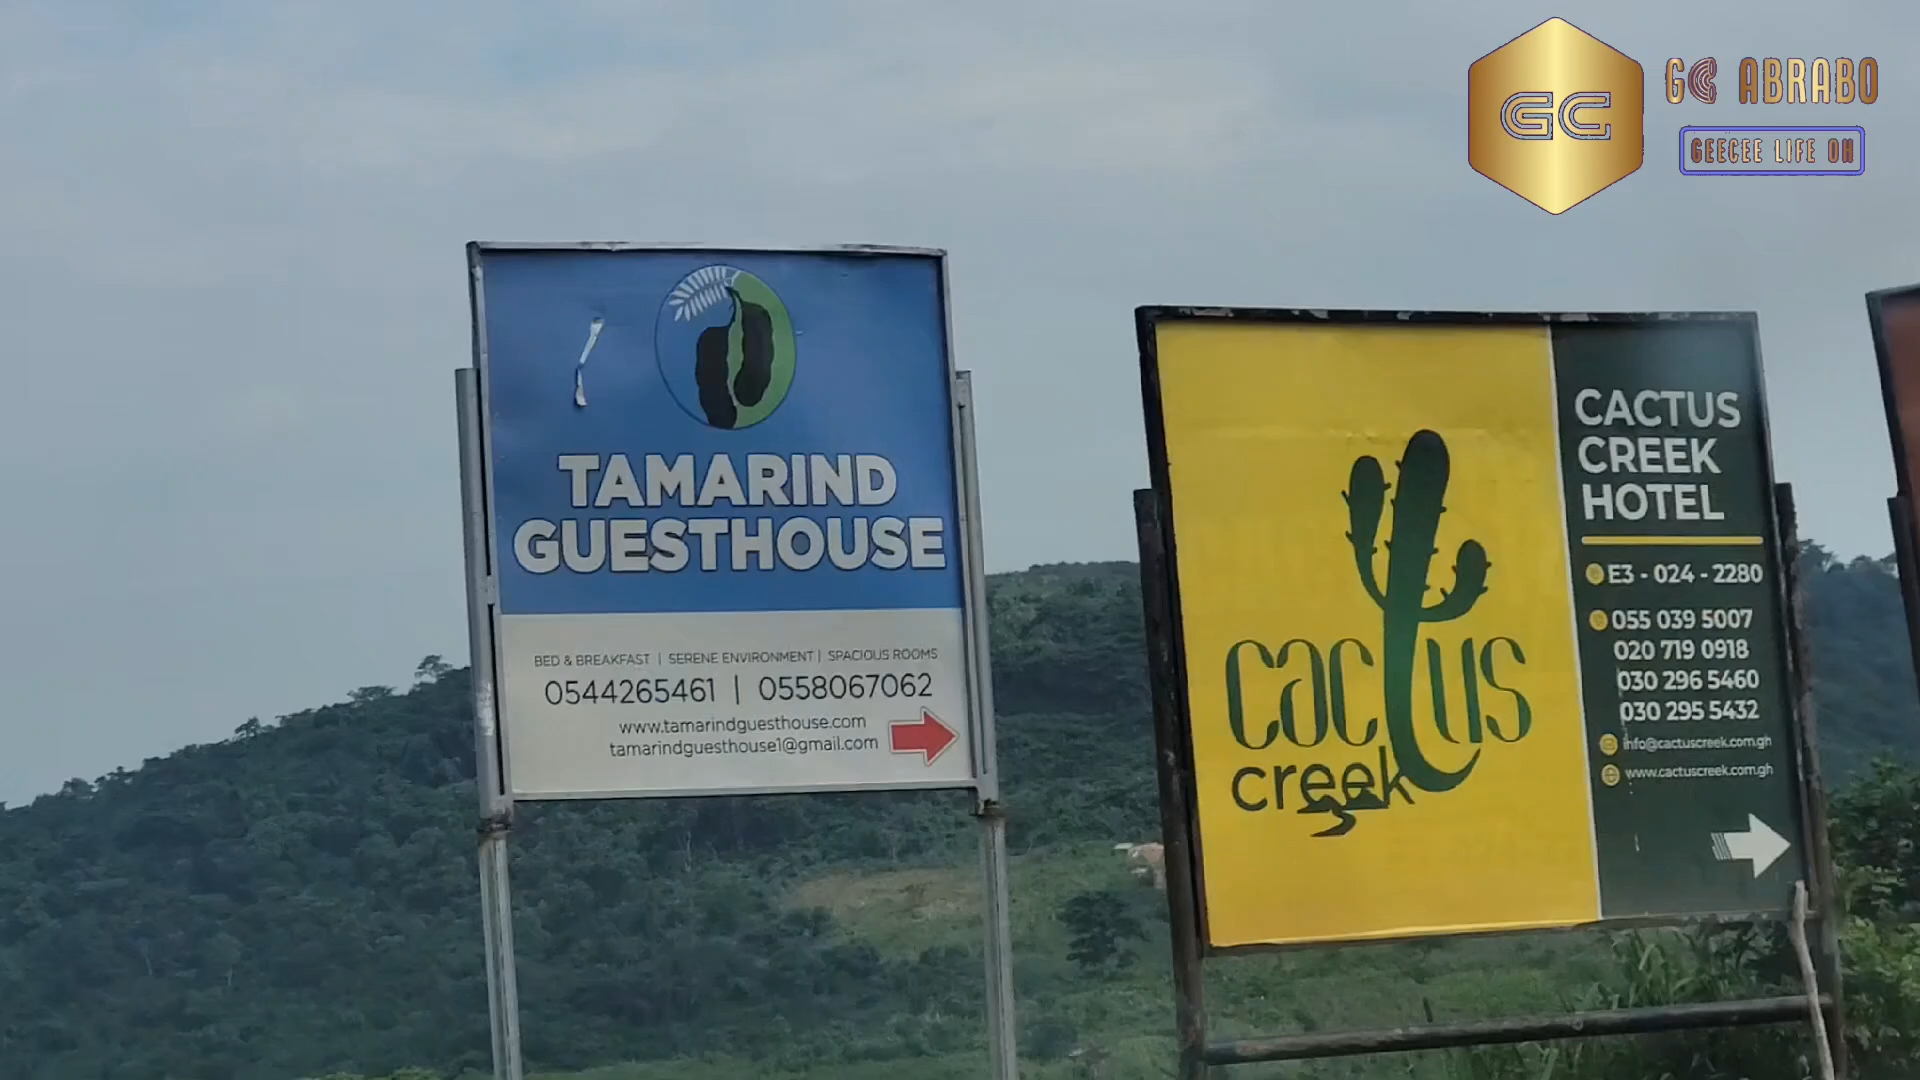 GC
GC ABRABO
GEECEE LIFE OH
TAMARIND
GUESTHOUSE
BED & BREAKFAST | SERENE ENVIRONMENT | SPACIOUS ROOMS
0544265461 | 0558067062
www.tamarindguesthouse.com
tamarindguesthouse1@gmail.com
cactus
creek
CACTUS
CREEK
HOTEL
E3 - 024 - 2280
055 039 5007
020 719 0918
030 296 5460
030 295 5432
info@cactuscreek.com.gh
www.cactuscreek.com.gh